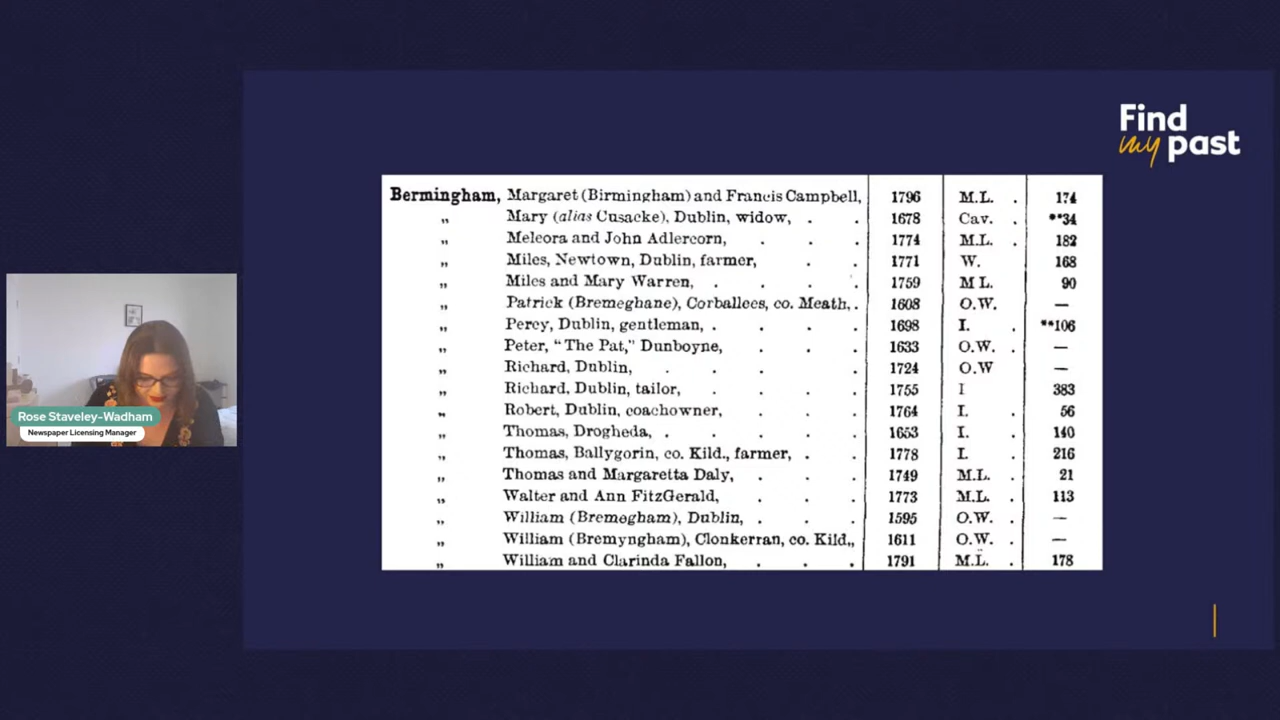 Find
my past
Bermingham, Margaret (Birmingham) and Francis Campbell, 1796 M.L. . 174
„ Mary (alias Cusacke), Dublin, widow, . . 1678 Cav. . **34
„ Meleora and John Adlercorn, . . . 1774 M.L. . 182
„ Miles, Newtown, Dublin, farmer, . . 1771 W. 168
„ Miles and Mary Warren, . . . . 1759 M L. 90
„ Patrick (Bremeghane), Corballees, co. Meath, . 1608 O.W. —
„ Percy, Dublin, gentleman, . . . . 1698 I. . **106
„ Peter, "The Pat," Dunboyne, . . . 1633 O.W. . —
„ Richard, Dublin, . . . . 1724 O.W —
„ Richard, Dublin, tailor, . . . 1755 I 383
„ Robert, Dublin, coachowner, . . . 1764 I. . 56
„ Thomas, Drogheda, . . . . . 1653 I. . 140
„ Thomas, Ballygorin, co. Kild., farmer, . . 1778 I. . 216
„ Thomas and Margaretta Daly, . . . 1749 M.L. . 21
„ Walter and Ann FitzGerald, . . . 1773 M.L. . 113
„ William (Bremogham), Dublin, . . . 1595 O.W. . —
„ William (Bremyngham), Clonkerran, co. Kild., 1611 O.W. . —
„ William and Clarinda Fallon, . . . 1791 M.L. . 178
Rose Staveley-Wadham
Newspaper Licensing Manager